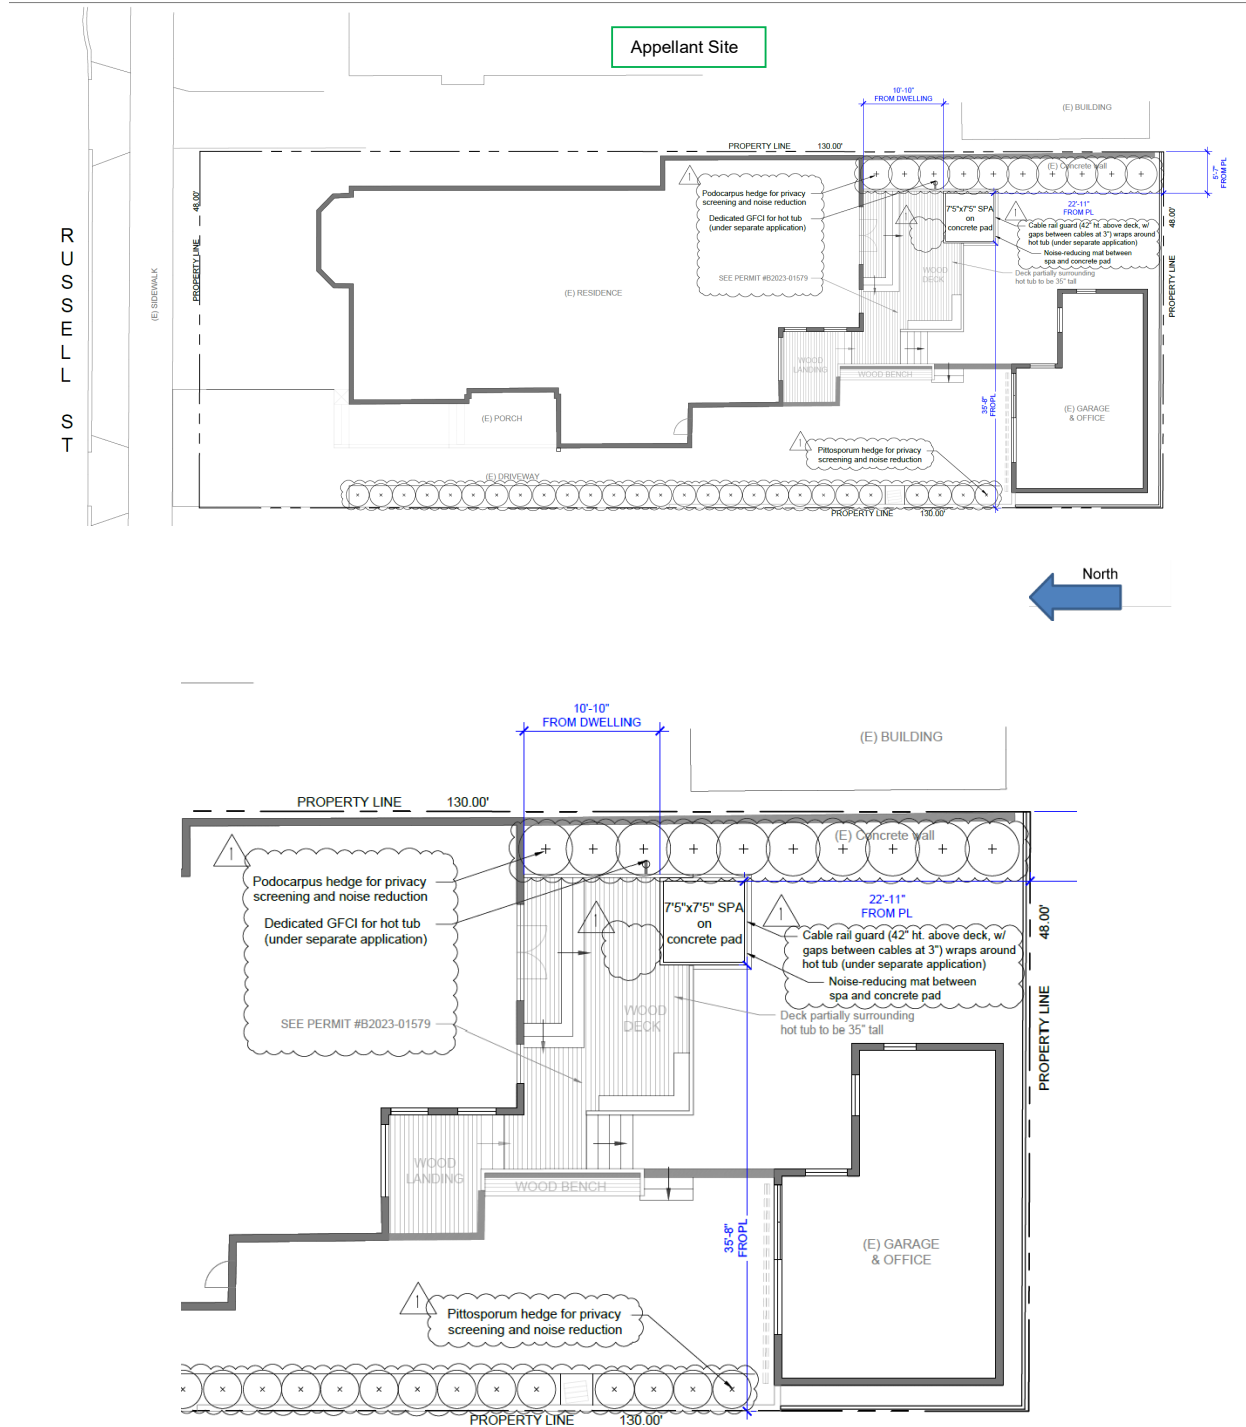 Appellant Site
10'-10"
FROM DWELLING
(E) BUILDING
PROPERTY LINE 130.00'
(E) Concrete wall
5'-7"
FROM PL
Podocarpus hedge for privacy
screening and noise reduction
Dedicated GFCI for hot tub
(under separate application)
SEE PERMIT #B2023-01579
7'5"x7'5" SPA
on
concrete pad
22'-11"
FROM PL
Cable rail guard (42" ht. above deck, w/
gaps between cables at 3") wraps around
hot tub (under separate application)
Noise-reducing mat between
spa and concrete pad
Deck partially surrounding
hot tub to be 35" tall
48.00'
PROPERTY LINE
48.00'
PROPERTY LINE
RUSSELL ST
(E) SIDEWALK
(E) RESIDENCE
WOOD
DECK
WOOD
LANDING
WOOD BENCH
35'-8"
FROPL
(E) GARAGE
& OFFICE
(E) PORCH
1
1
1
1
Pittosporum hedge for privacy
screening and noise reduction
(E) DRIVEWAY
PROPERTY LINE 130.00'
North
10'-10"
FROM DWELLING
(E) BUILDING
PROPERTY LINE 130.00'
(E) Concrete wall
1
Podocarpus hedge for privacy
screening and noise reduction
Dedicated GFCI for hot tub
(under separate application)
SEE PERMIT #B2023-01579
1
7'5"x7'5" SPA
on
concrete pad
1
22'-11"
FROM PL
Cable rail guard (42" ht. above deck, w/
gaps between cables at 3") wraps around
hot tub (under separate application)
Noise-reducing mat between
spa and concrete pad
Deck partially surrounding
hot tub to be 35" tall
48.00'
PROPERTY LINE
WOOD
DECK
WOOD
LANDING
WOOD BENCH
35'-8"
FROPL
(E) GARAGE
& OFFICE
1
Pittosporum hedge for privacy
screening and noise reduction
PROPERTY LINE 130.00'